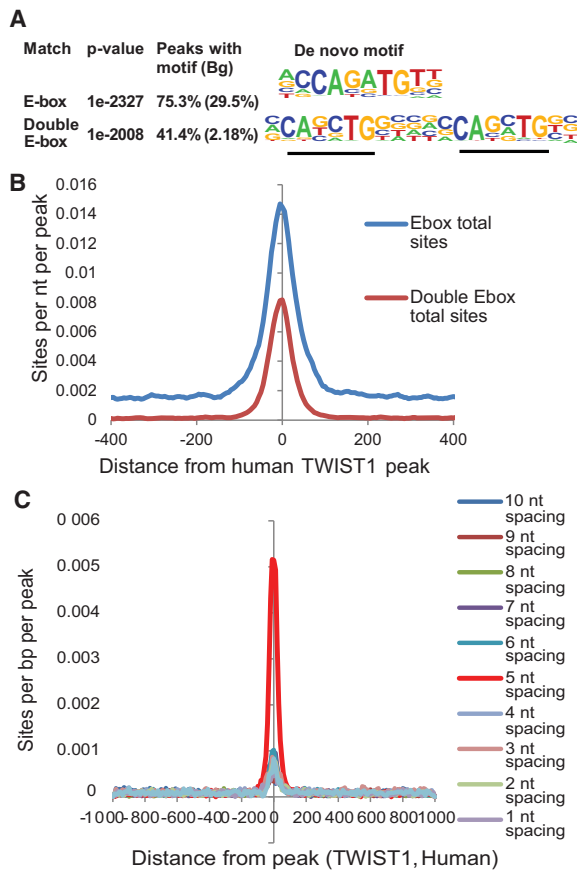 A
Match p-value Peaks with motif (Bg) De novo motif
E-box 1e-2327 75.3% (29.5%)
Double E-box 1e-2008 41.4% (2.18%)
B
0.016
0.014
0.012
0.010
0.008
0.006
0.004
0.002
0
Sites per nt per peak
-400 -200 0 200 400
Distance from human TWIST1 peak
Ebox total sites
Double Ebox total sites
C
0 006
0.005
0.004
0.003
0.002
0.001
0
Sites per bp per peak
-1000 -800 -600 -400 -200 0 200 400 600 800 1000
Distance from peak (TWIST1, Human)
10 nt spacing
9 nt spacing
8 nt spacing
7 nt spacing
6 nt spacing
5 nt spacing
4 nt spacing
3 nt spacing
2 nt spacing
1 nt spacing